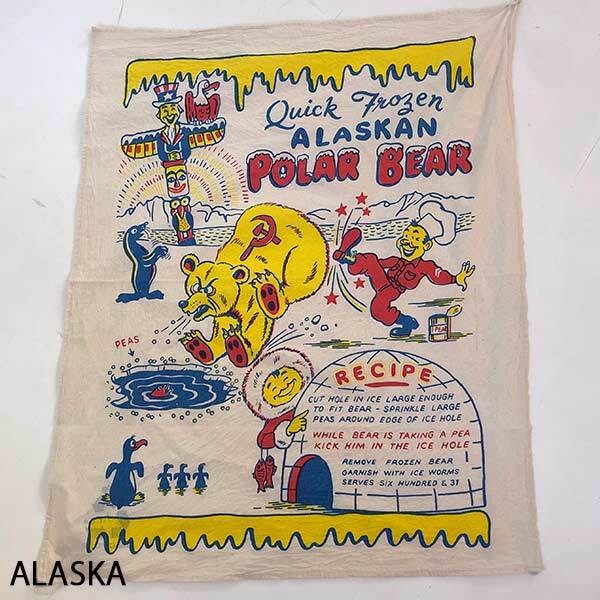 Quick Frozen
ALASKAN
POLAR BEAR
PEAS
PEAS
RECIPE
CUT HOLE IN ICE LARGE ENOUGH
TO FIT BEAR - SPRINKLE LARGE
PEAS AROUND EDGE OF ICE HOLE
WHILE BEAR IS TAKING A PEA
KICK HIM IN THE ICE HOLE
REMOVE FROZEN BEAR
GARNISH WITH ICE WORMS
SERVES SIX HUNDRED & 31
ALASKA